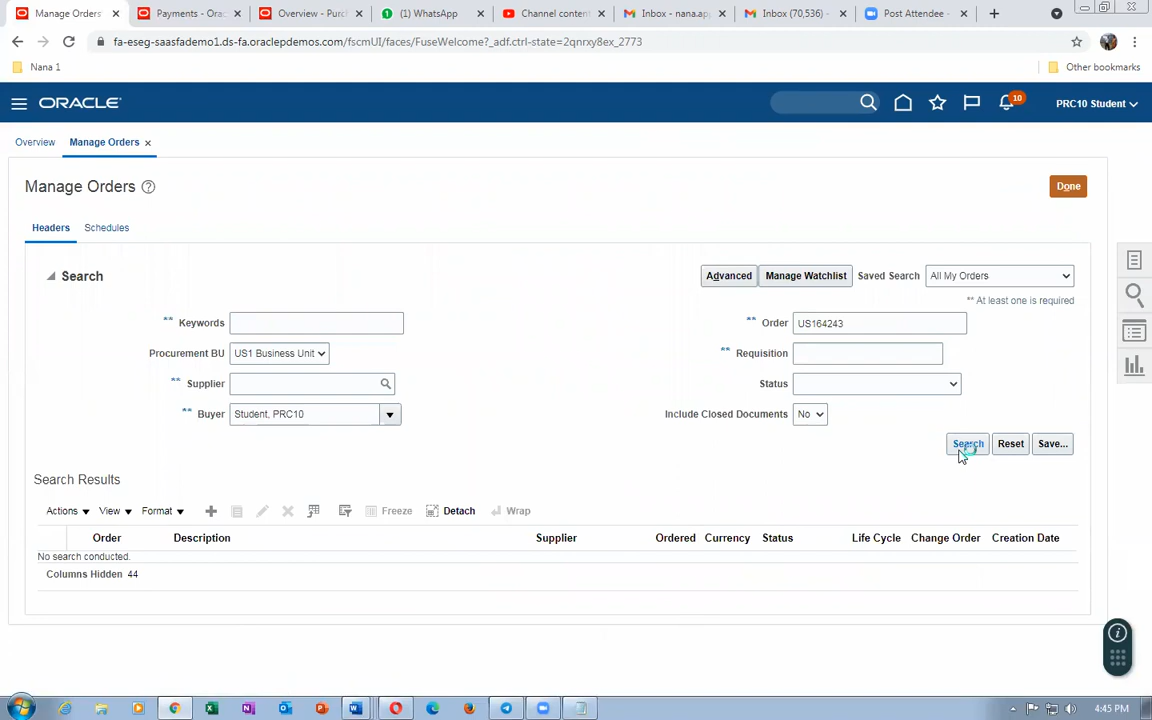 Manage Orders
Payments - Orac
Overview - Purch
(1) WhatsApp
Channel content
Inbox - nana.app
Inbox (70,536) -
Post Attendee -
fa-eseg-saasfademo1.ds-fa.oraclepdemos.com/fscmUI/faces/FuseWelcome?_adf.ctrl-state=2qnrxy8ex_2773
Nana 1
Other bookmarks
ORACLE
10
PRC10 Student
Overview
Manage Orders
Manage Orders
Done
Headers
Schedules
Search
Advanced
Manage Watchlist
Saved Search
All My Orders
** At least one is required
** Keywords
** Order
US164243
Procurement BU
US1 Business Unit
** Requisition
** Supplier
Status
** Buyer
Student, PRC10
Include Closed Documents
No
Search
Reset
Save...
Search Results
Actions
View
Format
Freeze
Detach
Wrap
Order
Description
Supplier
Ordered
Currency
Status
Life Cycle
Change Order
Creation Date
No search conducted.
Columns Hidden 44
4:45 PM